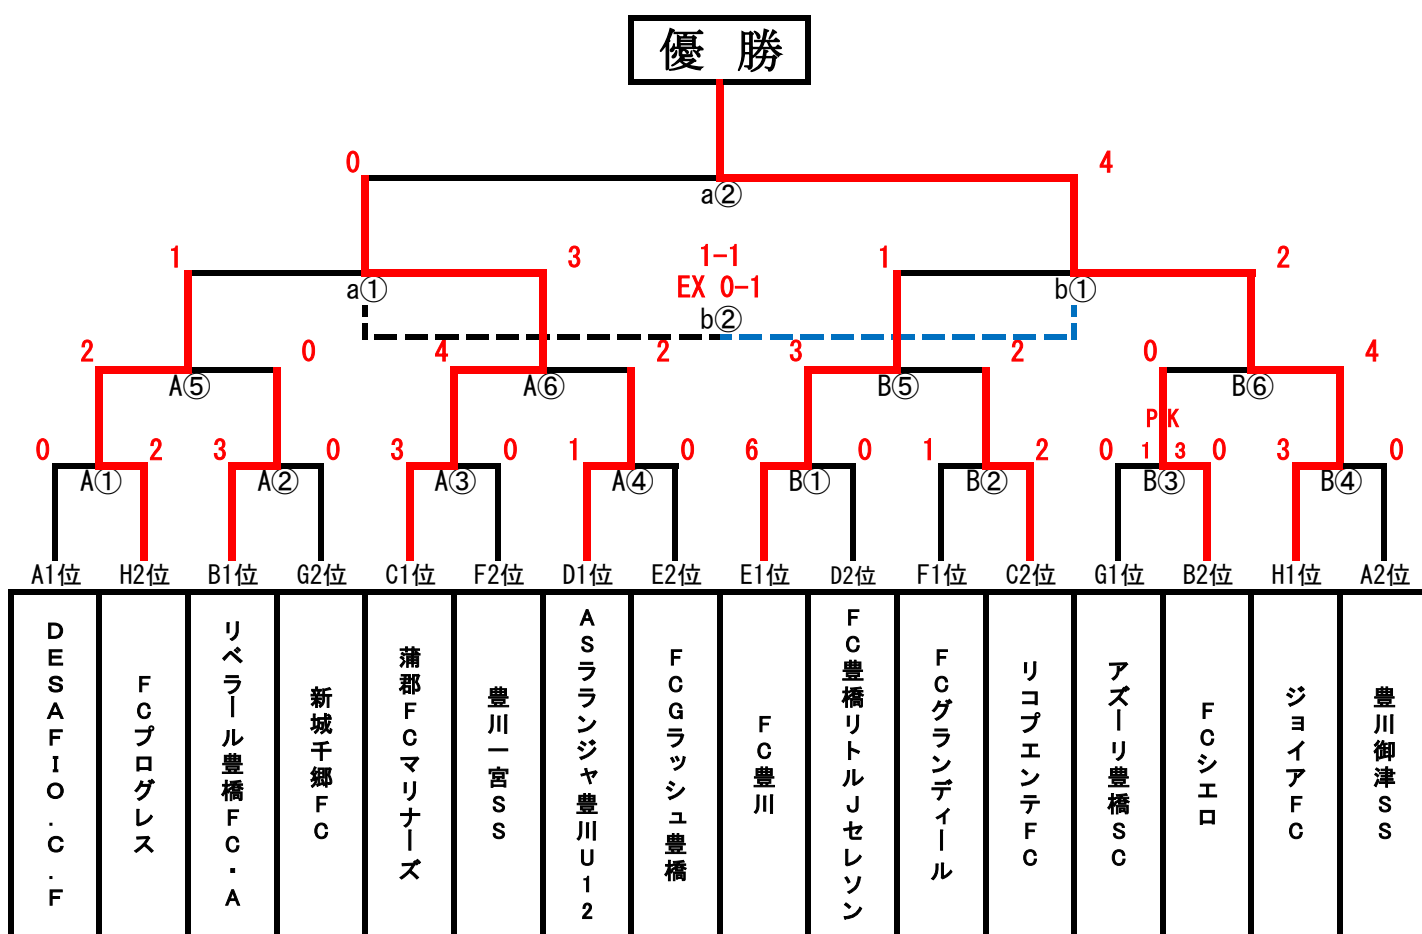 優 勝
0 4
a②
1 3 1-1 1 2
EX 0-1
a① b② b①
2 0 4 2 3 2 0 4
A⑤ A⑥ B⑤ B⑥
PK
0 2 3 0 3 0 1 0 6 0 1 2 0 1 3 0 3 0
A① A② A③ A④ B① B② B③ B④
A1位 H2位 B1位 G2位 C1位 F2位 D1位 E2位 E1位 D2位 F1位 C2位 G1位 B2位 H1位 A2位
DESAFIO.C.F
FCプログレス
リベラール豊橋FC・A
新城千郷FC
蒲郡FCマリナーズ
豊川一宮SS
ASラランジャ豊川U12
FCGラッシュ豊橋
FC豊川
FC豊橋リトルJセレソン
FCグランディール
リコプエンテFC
アズーリ豊橋SC
FCシエロ
ジョイアFC
豊川御津SS